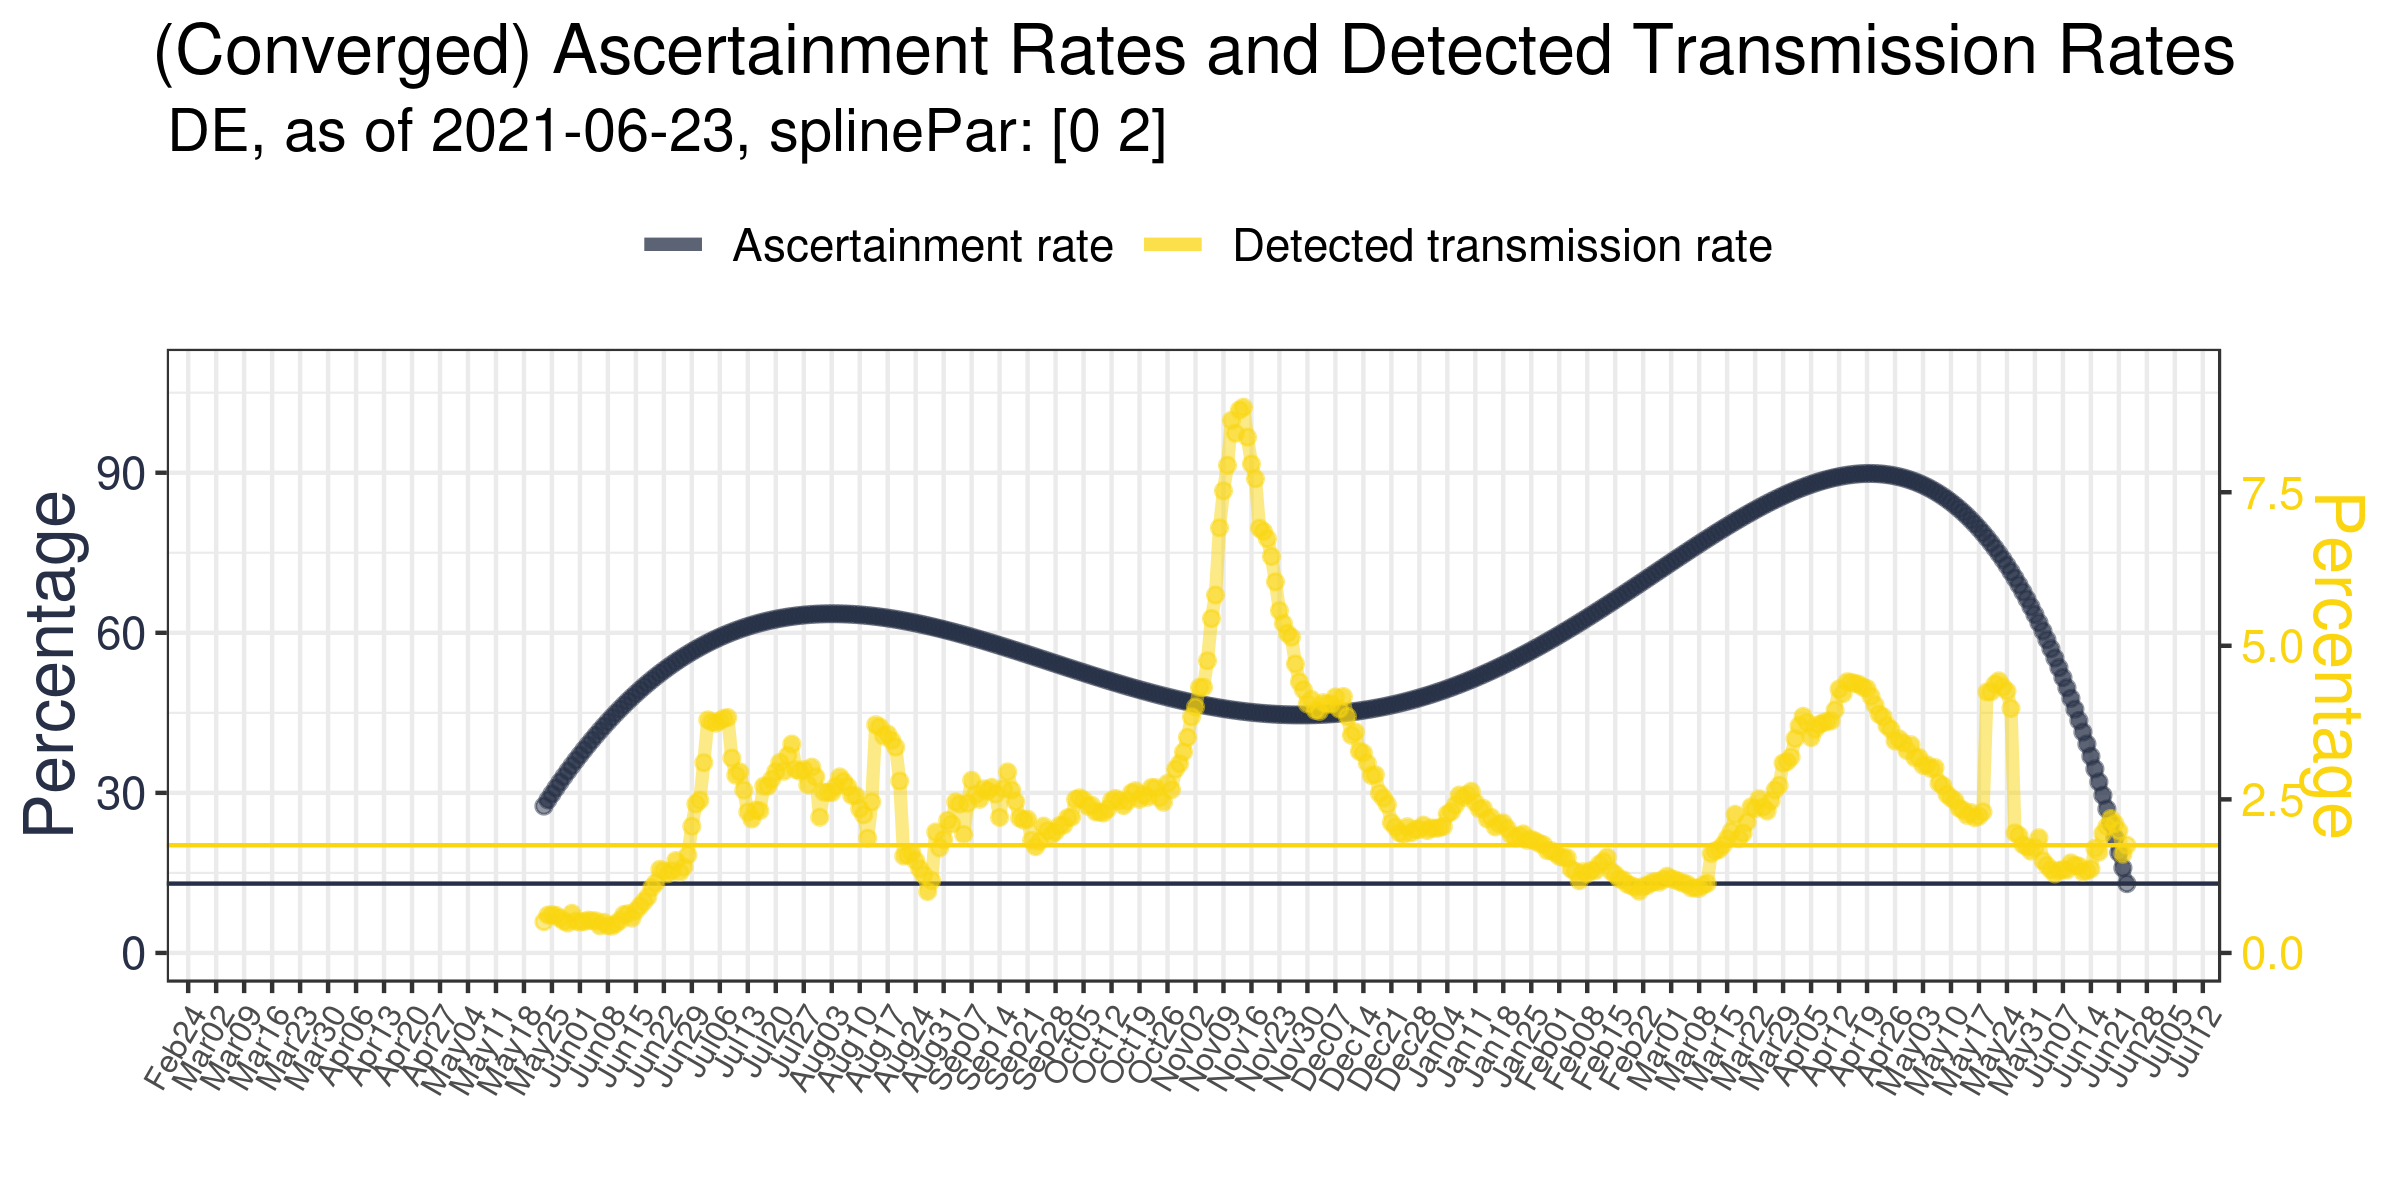 (Converged) Ascertainment Rates and Detected Transmission Rates
DE, as of 2021-06-23, splinePar: [0 2]
Ascertainment rate
Detected transmission rate
Percentage
90
60
30
0
7.5
5.0
2.5
0.0
Percentage
Feb24
Mar02
Mar09
Mar16
Mar23
Mar30
Apr06
Apr13
Apr20
Apr27
May04
May11
May18
May25
Jun01
Jun08
Jun15
Jun22
Jun29
Jul06
Jul13
Jul20
Jul27
Aug03
Aug10
Aug17
Aug24
Aug31
Sep07
Sep14
Sep21
Sep28
Oct05
Oct12
Oct19
Oct26
Nov02
Nov09
Nov16
Nov23
Nov30
Dec07
Dec14
Dec21
Dec28
Jan04
Jan11
Jan18
Jan25
Feb01
Feb08
Feb15
Feb22
Mar01
Mar08
Mar15
Mar22
Mar29
Apr05
Apr12
Apr19
Apr26
May03
May10
May17
May24
May31
Jun07
Jun14
Jun21
Jun28
Jul05
Jul12